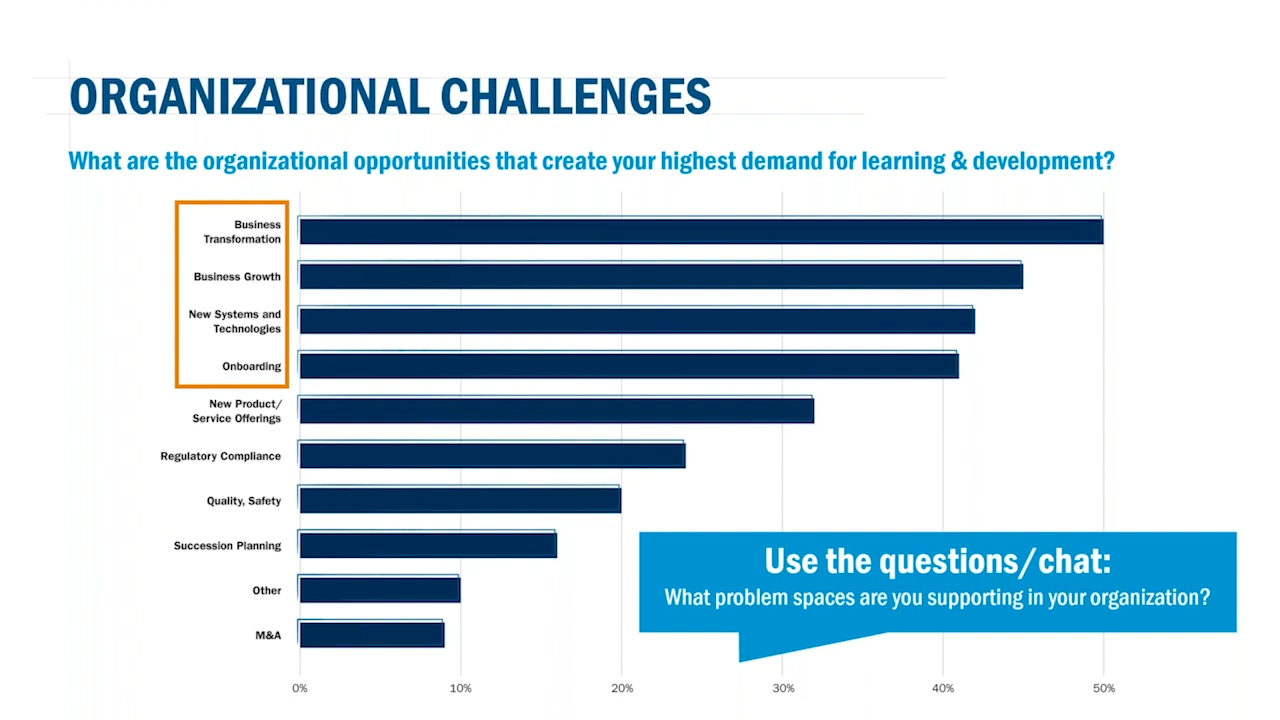 ORGANIZATIONAL CHALLENGES
What are the organizational opportunities that create your highest demand for learning & development?
Business
Transformation
Business Growth
New Systems and
Technologies
Onboarding
New Product/
Service Offerings
Regulatory Compliance
Quality, Safety
Succession Planning
Other
M&A
Use the questions/chat:
What problem spaces are you supporting in your organization?
0%
10%
20%
30%
40%
50%